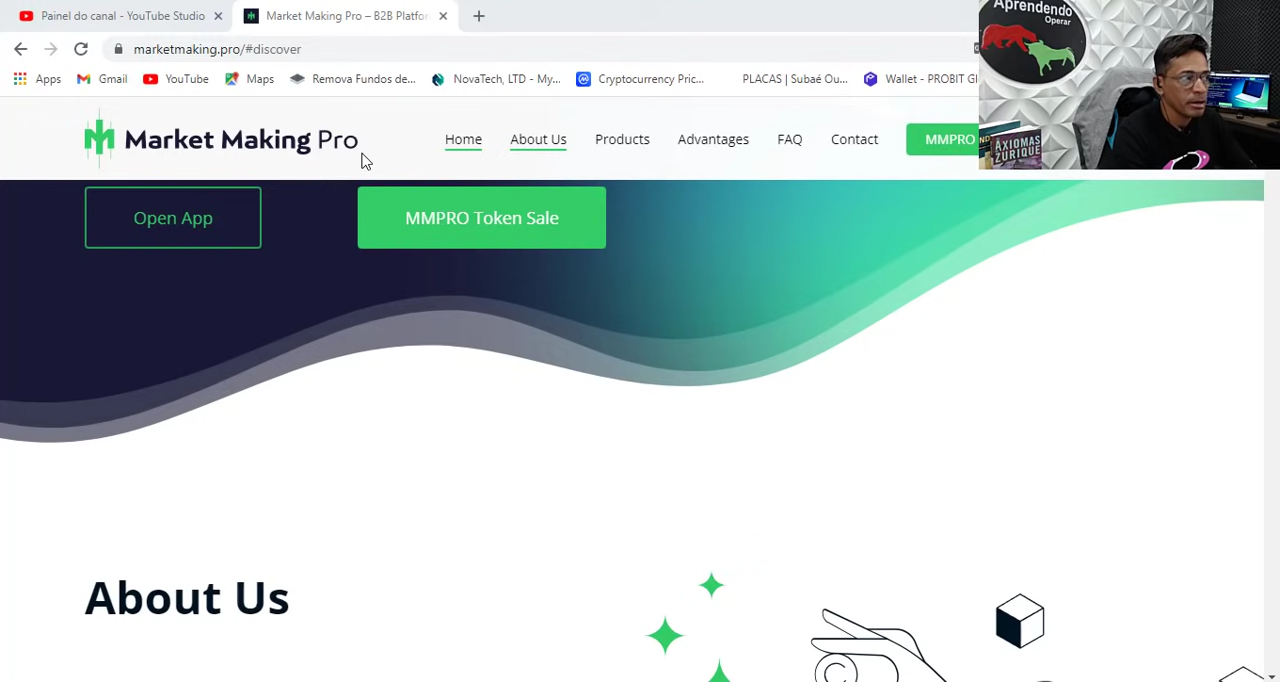 Painel do canal - YouTube Studio
Market Making Pro – B2B Platfor
marketmaking.pro/#discover
Apps Gmail YouTube Maps Remova Fundos de... NovaTech, LTD - My... Cryptocurrency Pric... PLACAS | Subaé Ou... Wallet - PROBIT Gl
Market Making Pro
Home About Us Products Advantages FAQ Contact MMPRO
Open App MMPRO Token Sale
About Us
Aprendendo
Operar
AXIOMAS
ZURIQUE